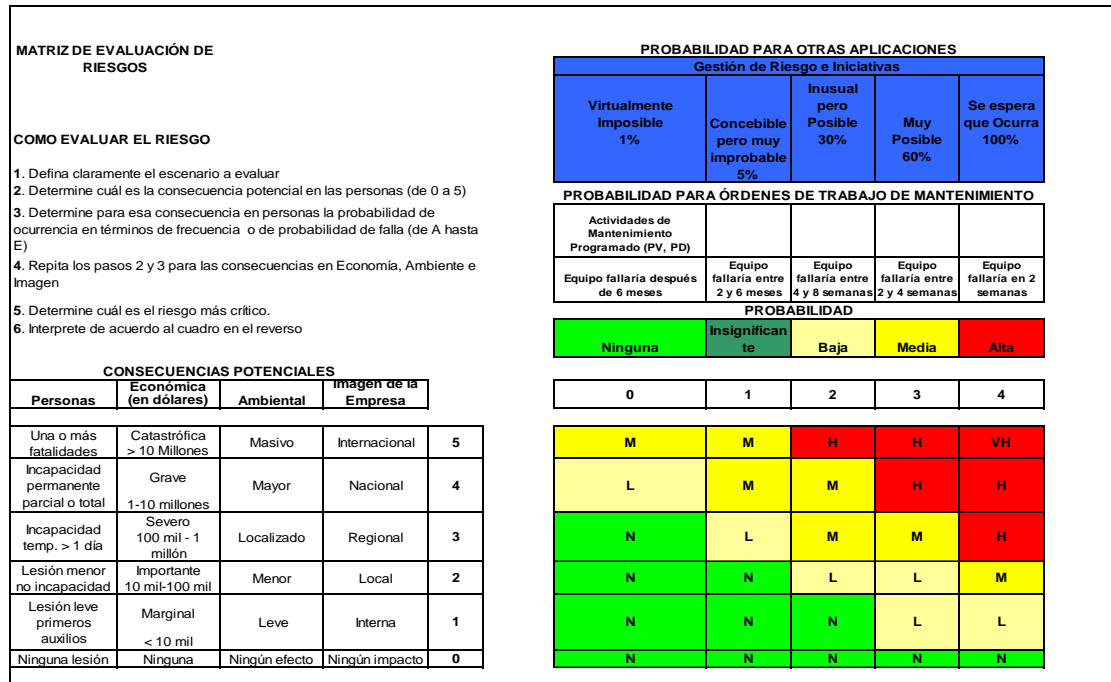 MATRIZ DE EVALUACIÓN DE
RIESGOS
COMO EVALUAR EL RIESGO
1. Defina claramente el escenario a evaluar
2. Determine cuál es la consecuencia potencial en las personas (de 0 a 5)
3. Determine para esa consecuencia en personas la probabilidad de
ocurrencia en términos de frecuencia o de probabilidad de falla (de A hasta
E)
4. Repita los pasos 2 y 3 para las consecuencias en Economía, Ambiente e
Imagen
5. Determine cuál es el riesgo más crítico.
6. Interprete de acuerdo al cuadro en el reverso
PROBABILIDAD PARA OTRAS APLICACIONES
Gestión de Riesgo e Iniciativas
Virtualmente
Imposible
1%
Concebible
pero muy
improbable
5%
Inusual
pero
Posible
30%
Muy
Posible
60%
Se espera
que Ocurra
100%
PROBABILIDAD PARA ÓRDENES DE TRABAJO DE MANTENIMIENTO
Actividades de
Mantenimiento
Programado (PV, PD)
Equipo fallaría después
de 6 meses
Equipo
fallaría entre
2 y 6 meses
Equipo
fallaría entre
4 y 8 semanas
Equipo
fallaría entre
2 y 4 semanas
Equipo
fallaría en 2
semanas
PROBABILIDAD
Ninguna
Insignifican
te
Baja
Media
Alta
0 1 2 3 4
CONSECUENCIAS POTENCIALES
Personas
Económica
(en dólares)
Ambiental
Imagen de la
Empresa
Una o más
fatalidades
Catastrófica
> 10 Millones
Masivo
Internacional
5
M M H H VH
Incapacidad
permanente
parcial o total
Grave
1-10 millones
Mayor
Nacional
4
L M M H H
Incapacidad
temp. > 1 día
Severo
100 mil - 1
millón
Localizado
Regional
3
N L M M H
Lesión menor
no incapacidad
Importante
10 mil-100 mil
Menor
Local
2
N N L L M
Lesión leve
primeros
auxilios
Marginal
< 10 mil
Leve
Interna
1
N N N L L
Ninguna lesión
Ninguna
Ningún efecto
Ningún impacto
0
N N N N N